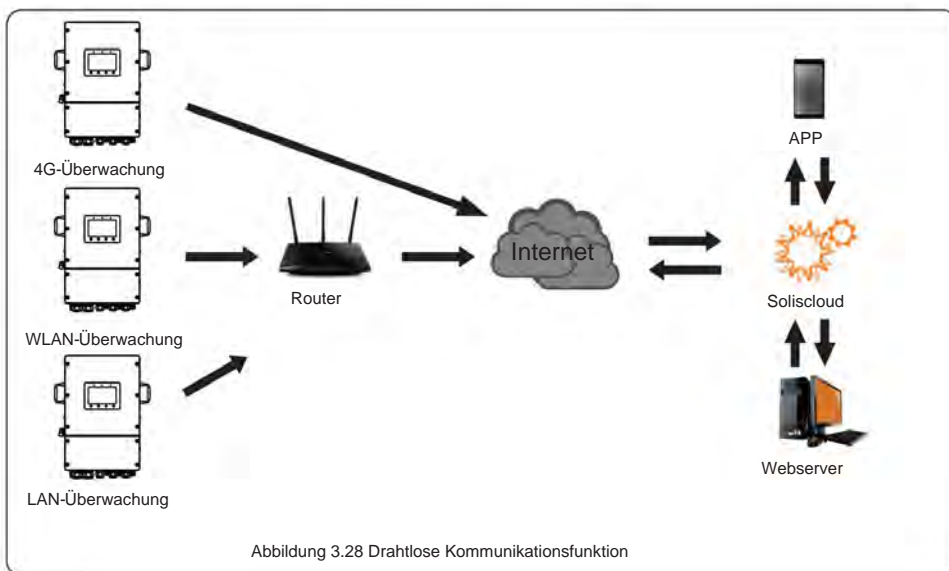 4G-Überwachung
WLAN-Überwachung
LAN-Überwachung
Router
Internet
APP
Soliscloud
Webserver
Abbildung 3.28 Drahtlose Kommunikationsfunktion